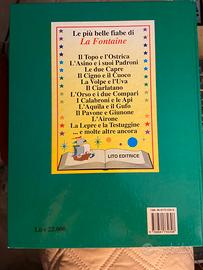 Le più belle fiabe di
La Fontaine
Il Topo e l'Ostrica
L'Asino e i suoi Padroni
Le due Capre
Il Cigno e il Cuoco
La Volpe e l'Uva
Il Ciarlatano
L'Orso e i due Compari
I Calabroni e le Api
L'Aquila e il Gufo
Il Pavone e Giunone
L'Airone
La Lepre e la Testuggine
... e molte altre ancora
LITO EDITRICE
Lire 22.000